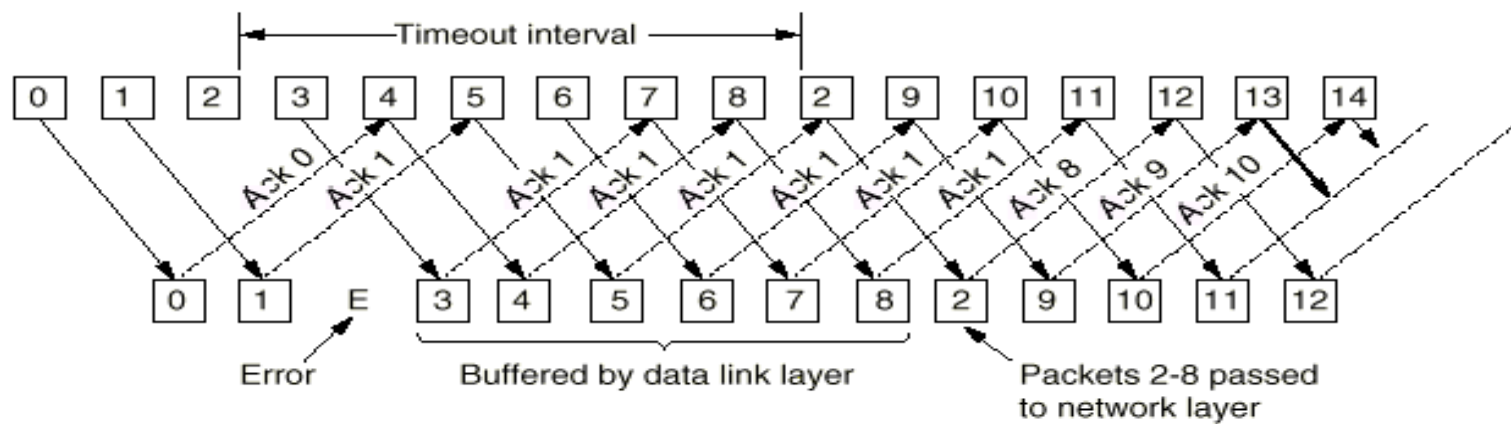 Timeout interval
0 1 2 3 4 5 6 7 8 2 9 10 11 12 13 14
Ack 0 Ack 1 Ack 1 Ack 1 Ack 1 Ack 1 Ack 1 Ack 1 Ack 8 Ack 9 Ack 10
0 1 E 3 4 5 6 7 8 2 9 10 11 12
Error Buffered by data link layer Packets 2-8 passed
to network layer